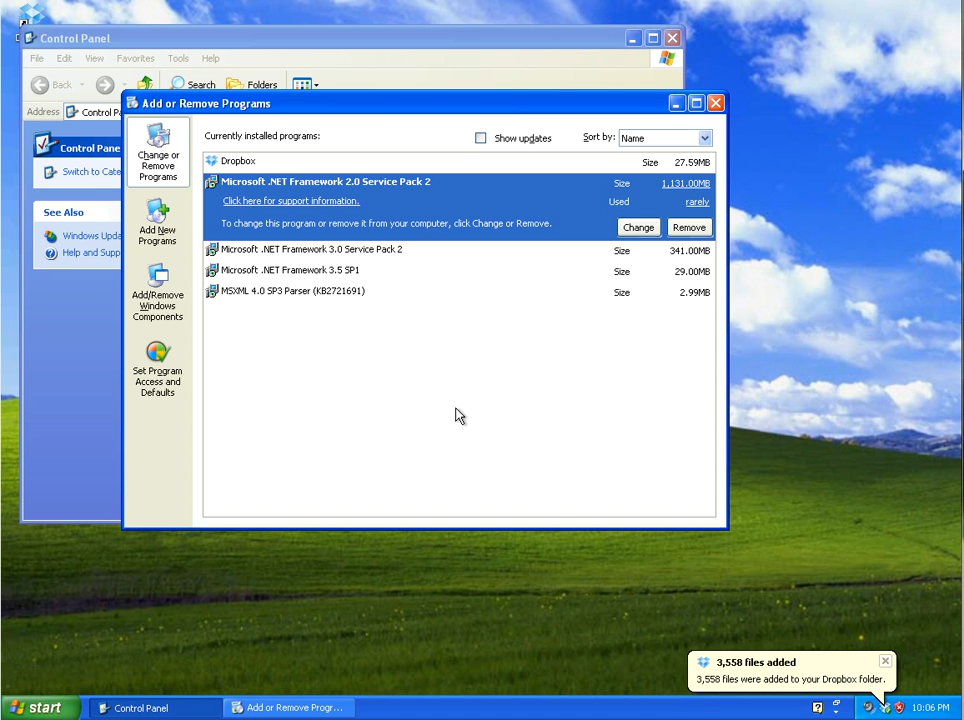 Control Panel
File Edit View Favorites Tools Help
Back Search Folders
Address Control Pa
Add or Remove Programs
Control Pane
Switch to Cate
See Also
Windows Upda
Help and Supp
Change or
Remove
Programs
Add New
Programs
Add/Remove
Windows
Components
Set Program
Access and
Defaults
Currently installed programs:
Show updates
Sort by: Name
Dropbox Size 27.59MB
Microsoft .NET Framework 2.0 Service Pack 2 Size 1,131.00MB
Click here for support information. Used rarely
To change this program or remove it from your computer, click Change or Remove. Change Remove
Microsoft .NET Framework 3.0 Service Pack 2 Size 341.00MB
Microsoft .NET Framework 3.5 SP1 Size 29.00MB
MSXML 4.0 SP3 Parser (KB2721691) Size 2.99MB
3,558 files added
3,558 files were added to your Dropbox folder.
start Control Panel Add or Remove Progr... 10:06 PM